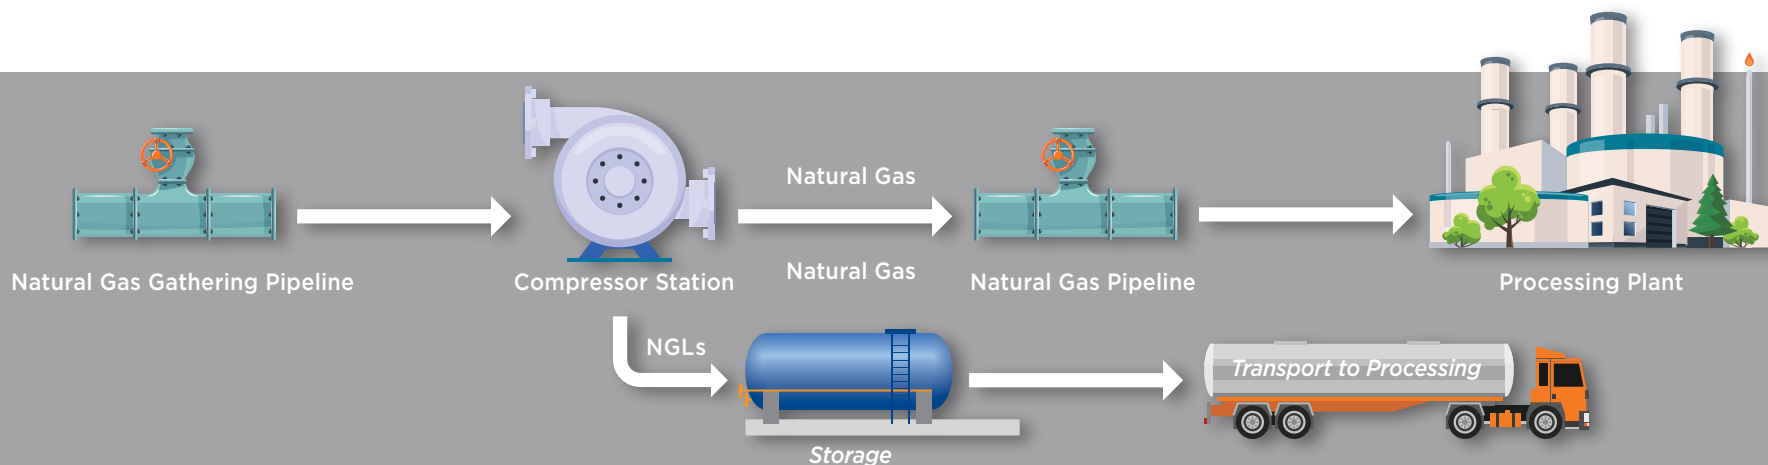 Natural Gas
Natural Gas
Natural Gas Gathering Pipeline
Compressor Station
Natural Gas Pipeline
Processing Plant
NGLs
Transport to Processing
Storage